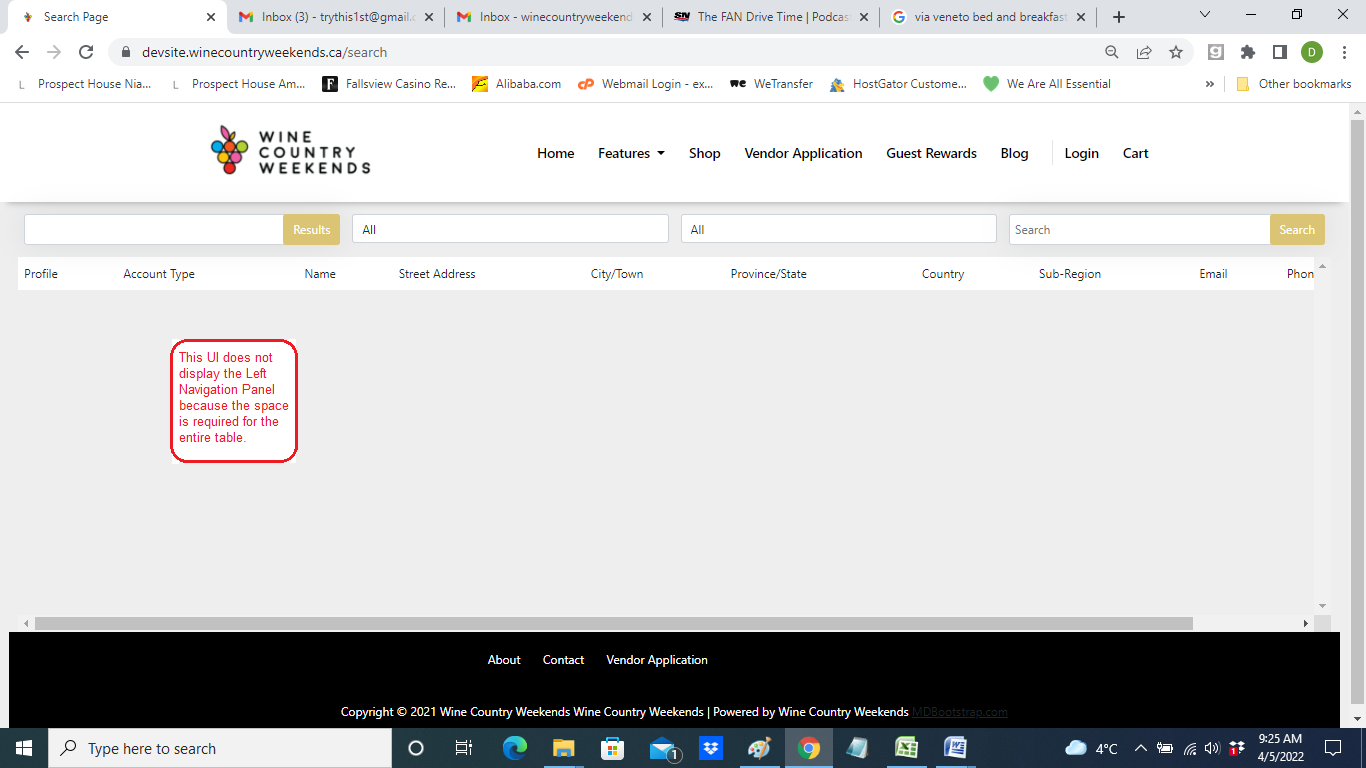 Search Page
Inbox (3) - trythis1st@gmail.c
Inbox - winecountryweekend
The FAN Drive Time | Podcas
via veneto bed and breakfast
devsite.winecountryweekends.ca/search
D
L Prospect House Nia...
L Prospect House Am...
Fallsview Casino Re...
Alibaba.com
Webmail Login - ex...
WeTransfer
HostGator Custome...
We Are All Essential
»
Other bookmarks
WINE
COUNTRY
WEEKENDS
Home Features Shop Vendor Application Guest Rewards Blog Login Cart
Results All All Search Search
Profile Account Type Name Street Address City/Town Province/State Country Sub-Region Email Phon
This UI does not
display the Left
Navigation Panel
because the space
is required for the
entire table.
About Contact Vendor Application
Copyright © 2021 Wine Country Weekends Wine Country Weekends | Powered by Wine Country Weekends MDBootstrap.com
Type here to search
1
4°C
9:25 AM
4/5/2022